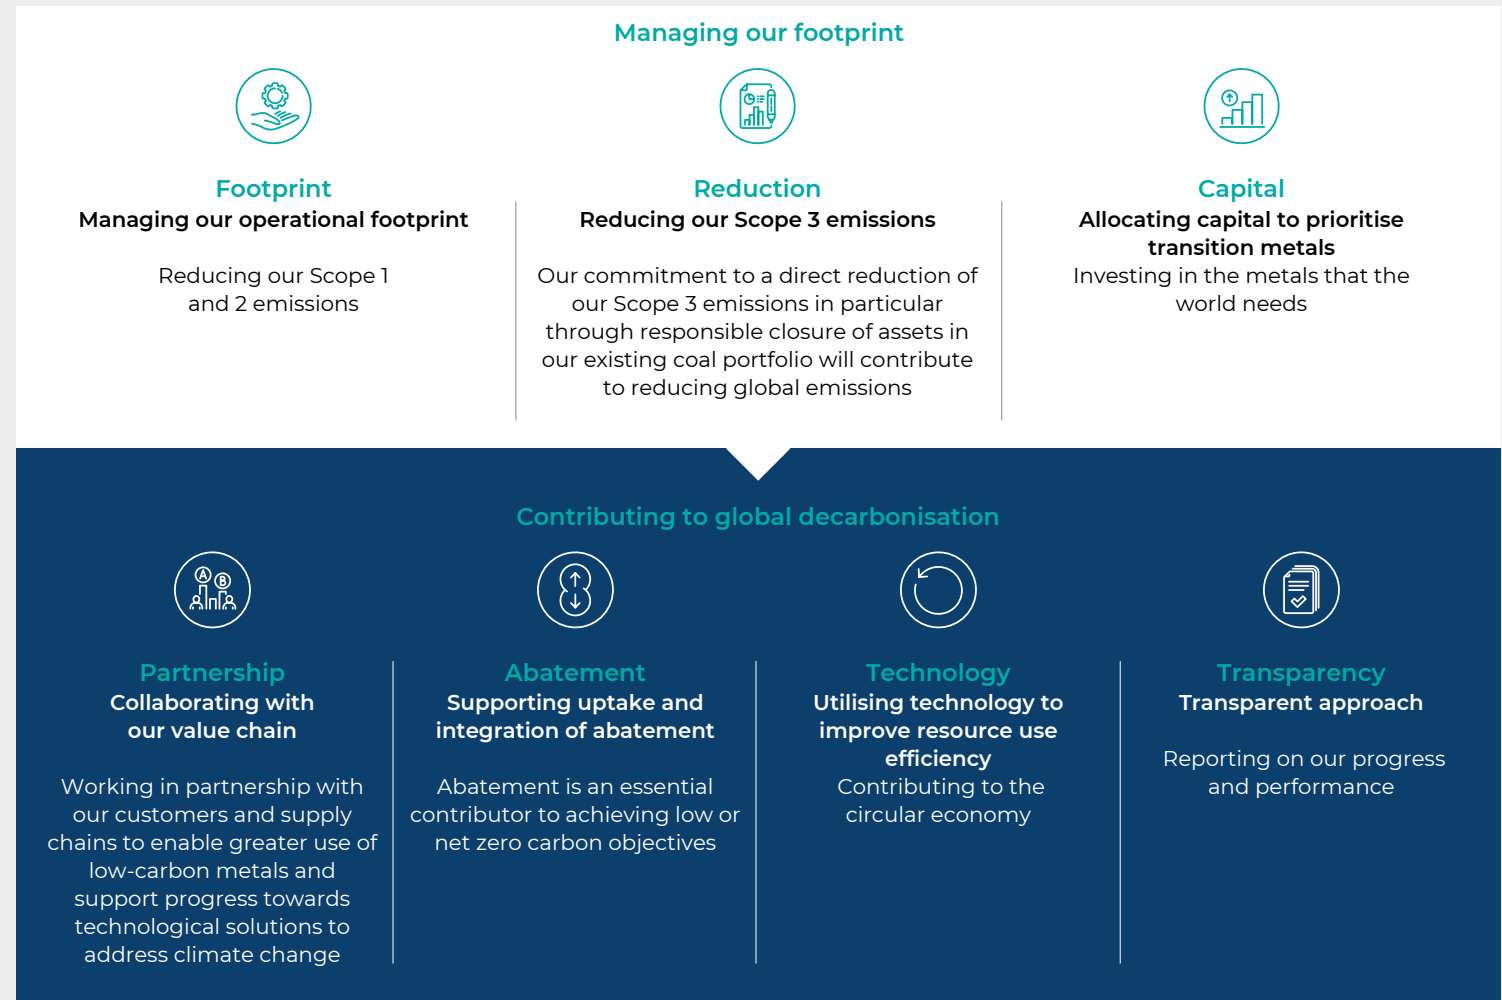 Managing our footprint
Footprint
Managing our operational footprint
Reducing our Scope 1
and 2 emissions
Reduction
Reducing our Scope 3 emissions
Our commitment to a direct reduction of
our Scope 3 emissions in particular
through responsible closure of assets in
our existing coal portfolio will contribute
to reducing global emissions
Capital
Allocating capital to prioritise
transition metals
Investing in the metals that the
world needs
Contributing to global decarbonisation
A
B
Partnership
Collaborating with
our value chain
Working in partnership with
our customers and supply
chains to enable greater use of
low-carbon metals and
support progress towards
technological solutions to
address climate change
Abatement
Supporting uptake and
integration of abatement
Abatement is an essential
contributor to achieving low or
net zero carbon objectives
Technology
Utilising technology to
improve resource use
efficiency
Contributing to the
circular economy
Transparency
Transparent approach
Reporting on our progress
and performance